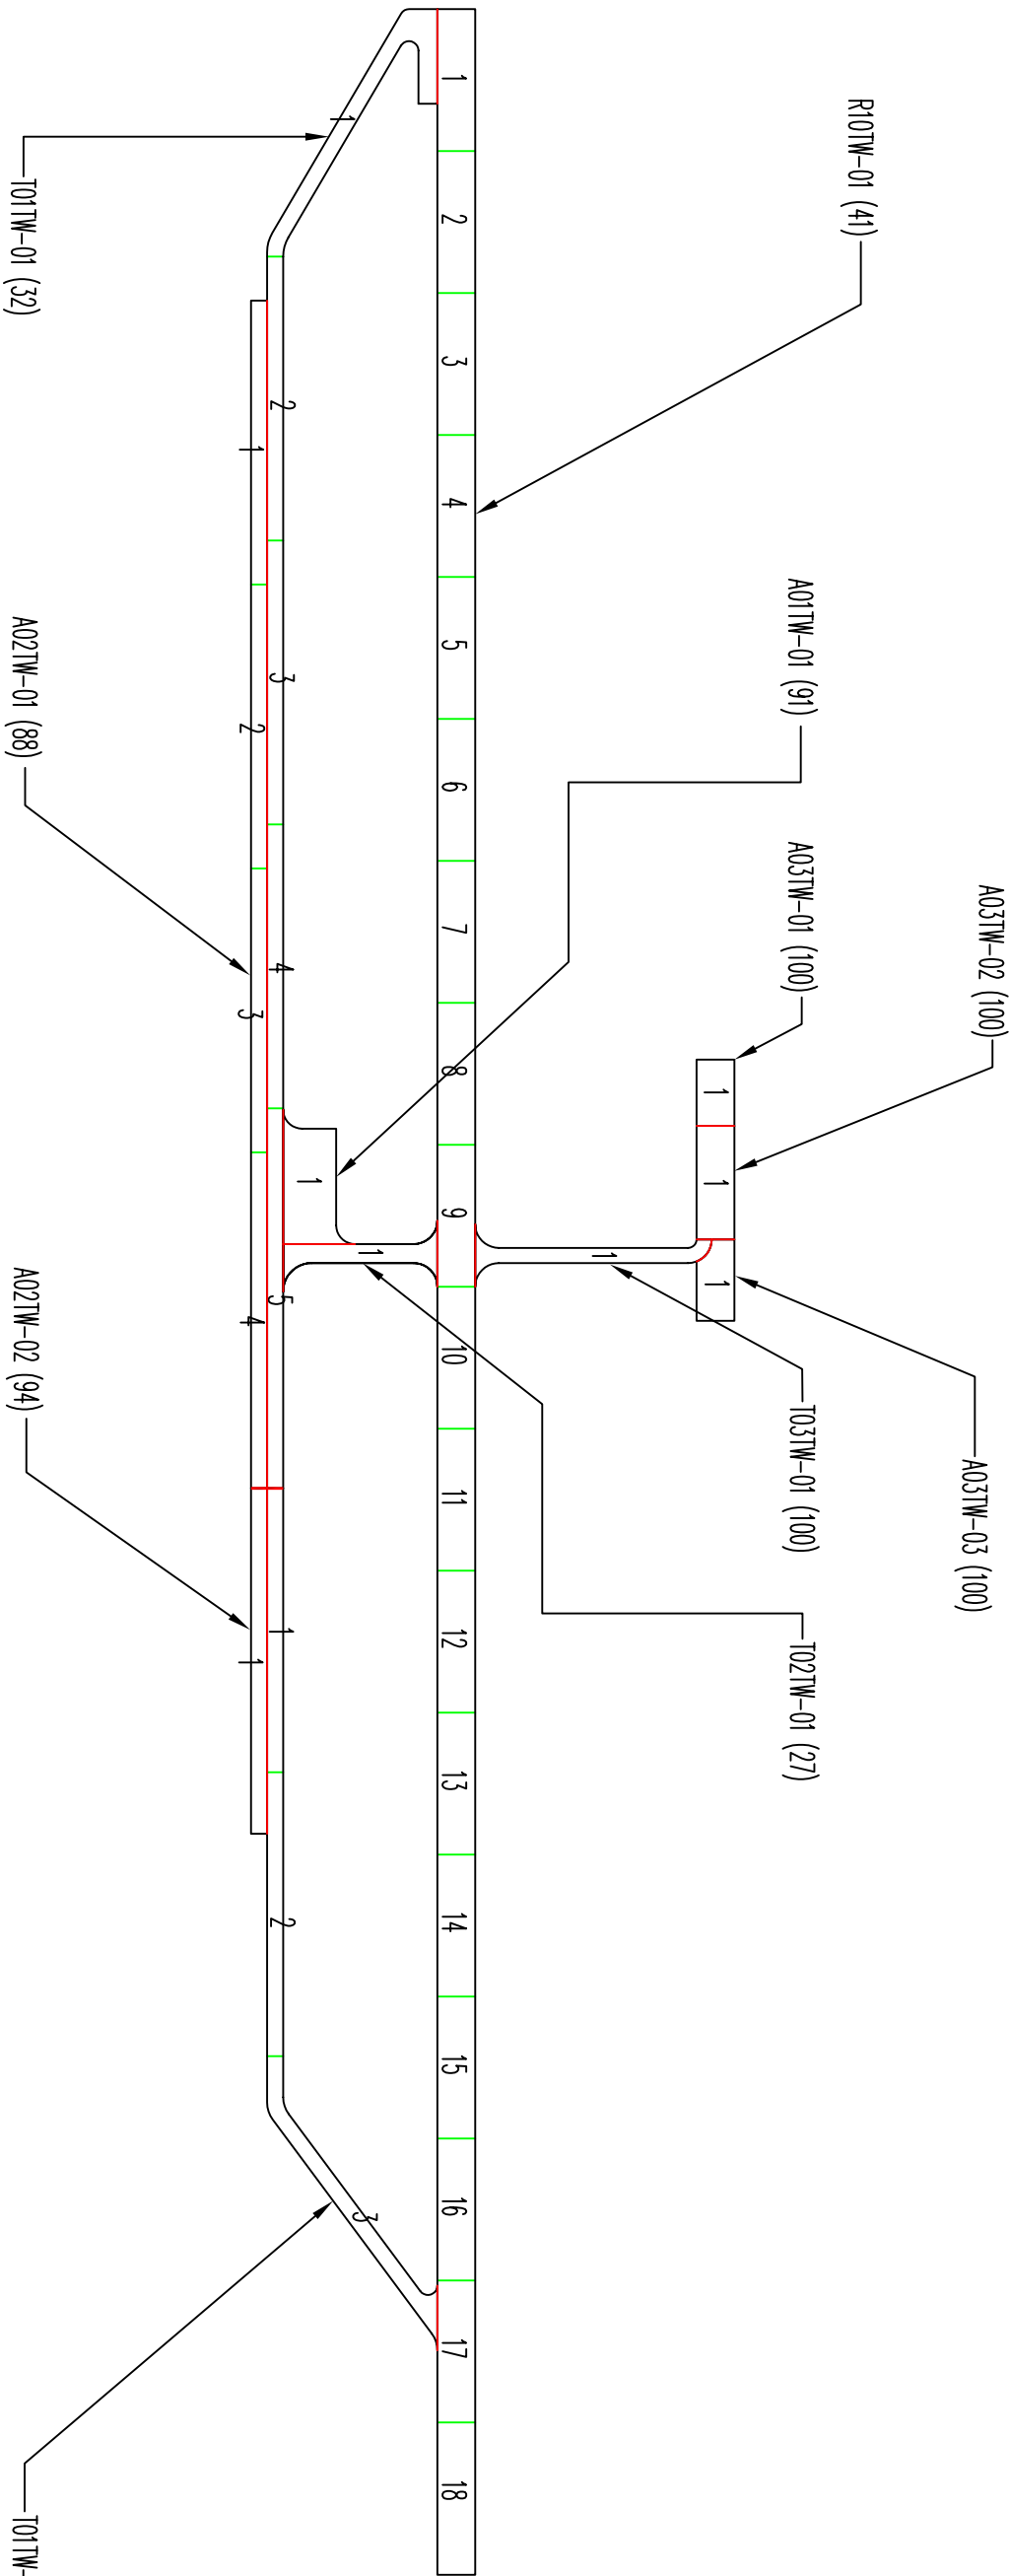 R10TW-01 (41)
A01TW-01 (91)
A03TW-01 (100)
A03TW-02 (100)
A03TW-03 (100)
T03TW-01 (100)
T02TW-01 (27)
1 1 1
1
1 2 3 4 5 6 7 8 9 10 11 12 13 14 15 16 17 18
1
1
1 2 3 4 5 1 2 3
1 2 3 4 1
T01TW-01 (32)
A02TW-01 (88)
A02TW-02 (94)
T01TW-